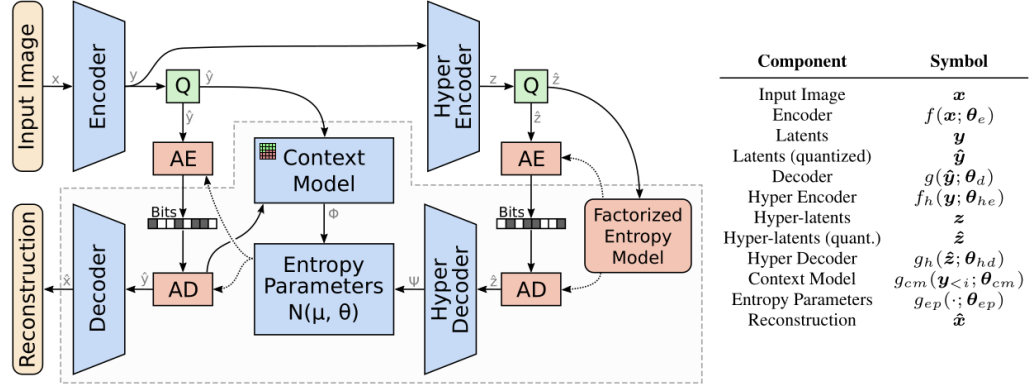 Input Image
x
Encoder
y
Q
ŷ
ŷ
AE
Bits
AD
ŷ
Decoder
x̂
Reconstruction
Context
Model
Φ
Entropy
Parameters
N(μ, θ)
Ψ
Hyper
Encoder
z
Q
ẑ
ẑ
AE
Bits
AD
ẑ
Hyper
Decoder
Factorized
Entropy
Model
Component Symbol
Input Image x
Encoder f(x; θe)
Latents y
Latents (quantized) ŷ
Decoder g(ŷ; θd)
Hyper Encoder fh(y; θhe)
Hyper-latents z
Hyper-latents (quant.) ẑ
Hyper Decoder gh(ẑ; θhd)
Context Model gcm(y<i; θcm)
Entropy Parameters gep(·; θep)
Reconstruction x̂